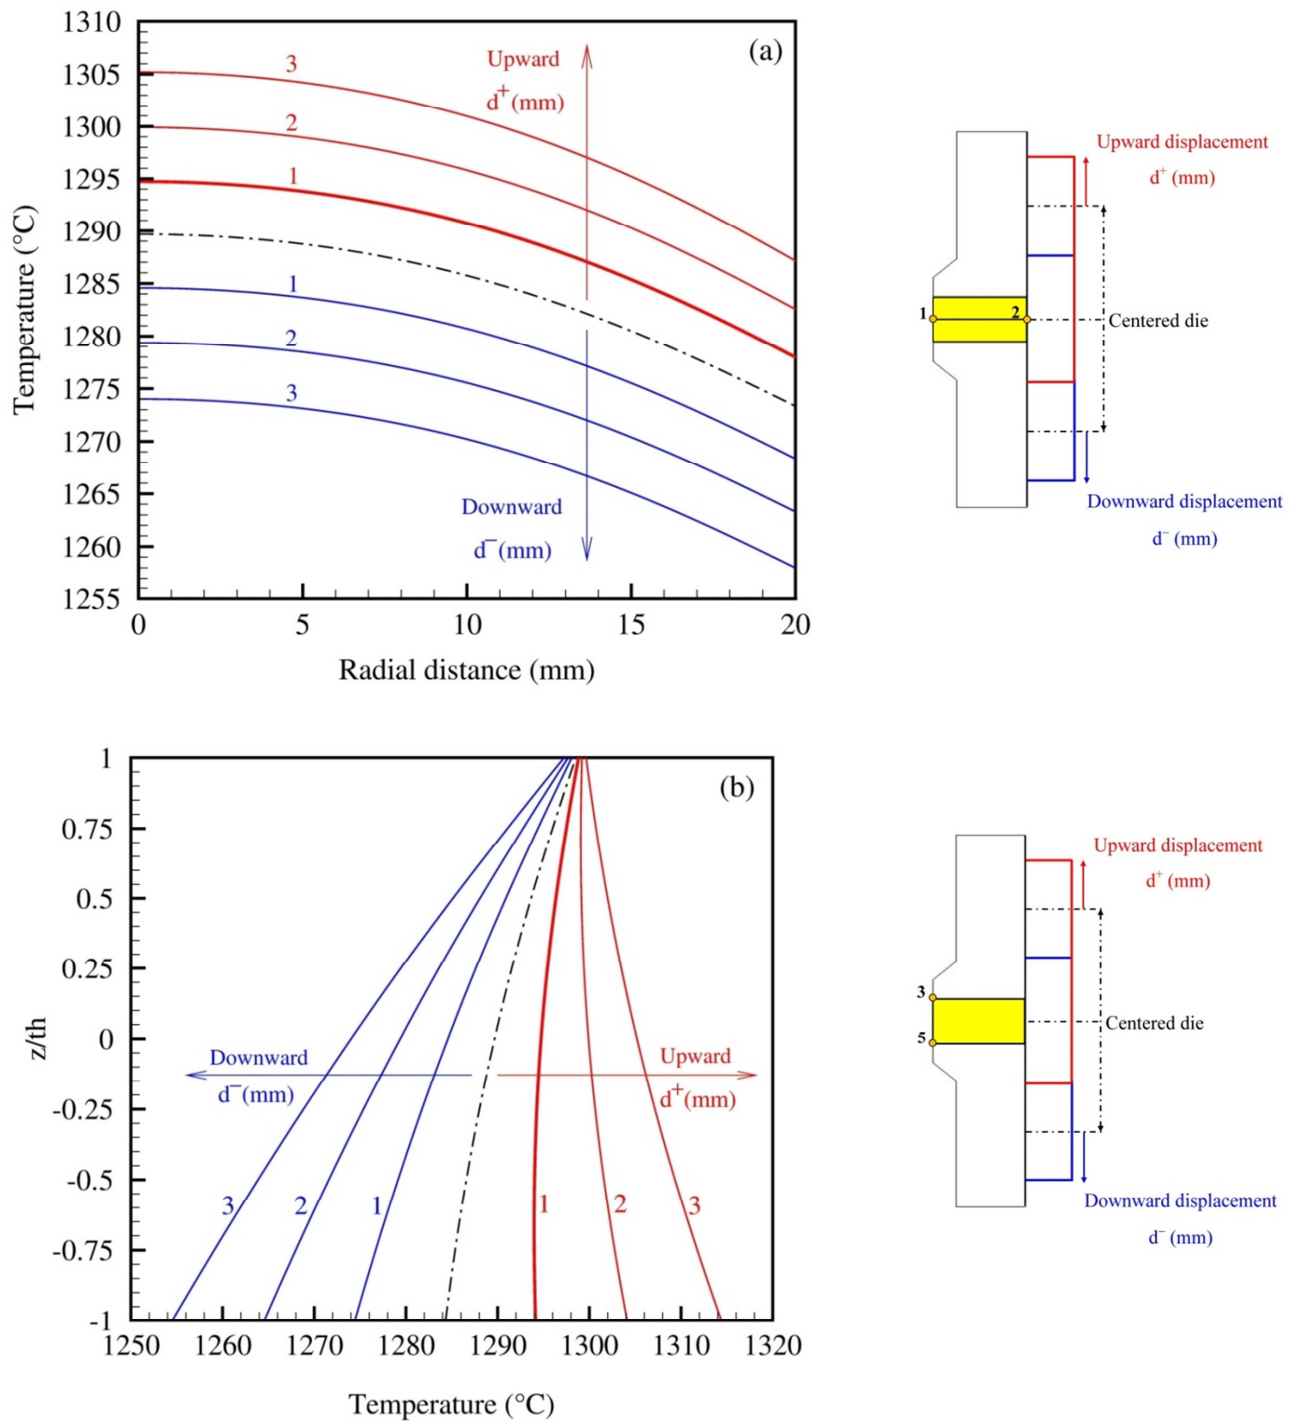 1310
1305
1300
1295
1290
1285
1280
1275
1270
1265
1260
1255
Temperature (°C)
(a)
Upward
d+(mm)
3
2
1
1
2
3
Downward
d−(mm)
0 5 10 15 20
Radial distance (mm)
Upward displacement
d+ (mm)
1 2
Centered die
Downward displacement
d− (mm)
1
0.75
0.5
0.25
0
-0.25
-0.5
-0.75
-1
z/th
(b)
Downward
d−(mm)
Upward
d+(mm)
3 2 1 1 2 3
1250 1260 1270 1280 1290 1300 1310 1320
Temperature (°C)
Upward displacement
d+ (mm)
3
5
Centered die
Downward displacement
d− (mm)